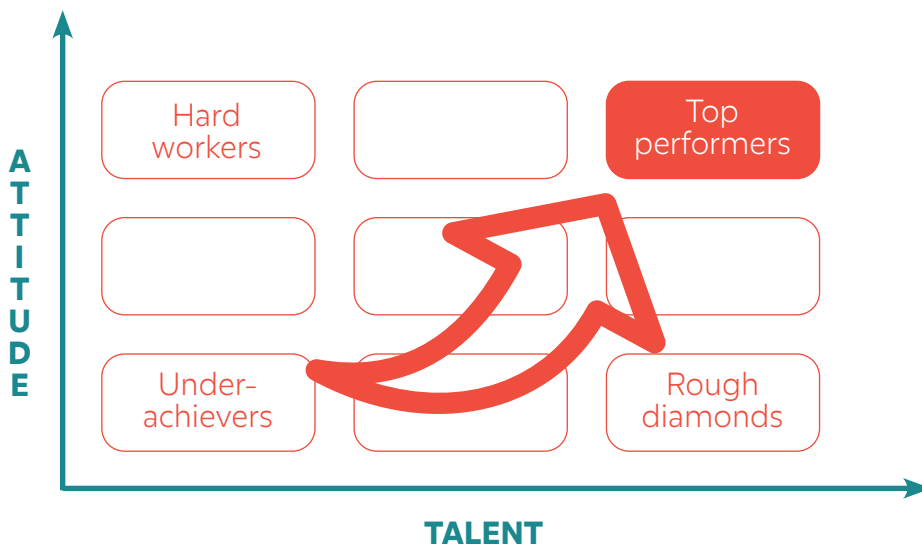 Hard
workers
Top
performers
ATTITUDE
Under-
achievers
Rough
diamonds
TALENT